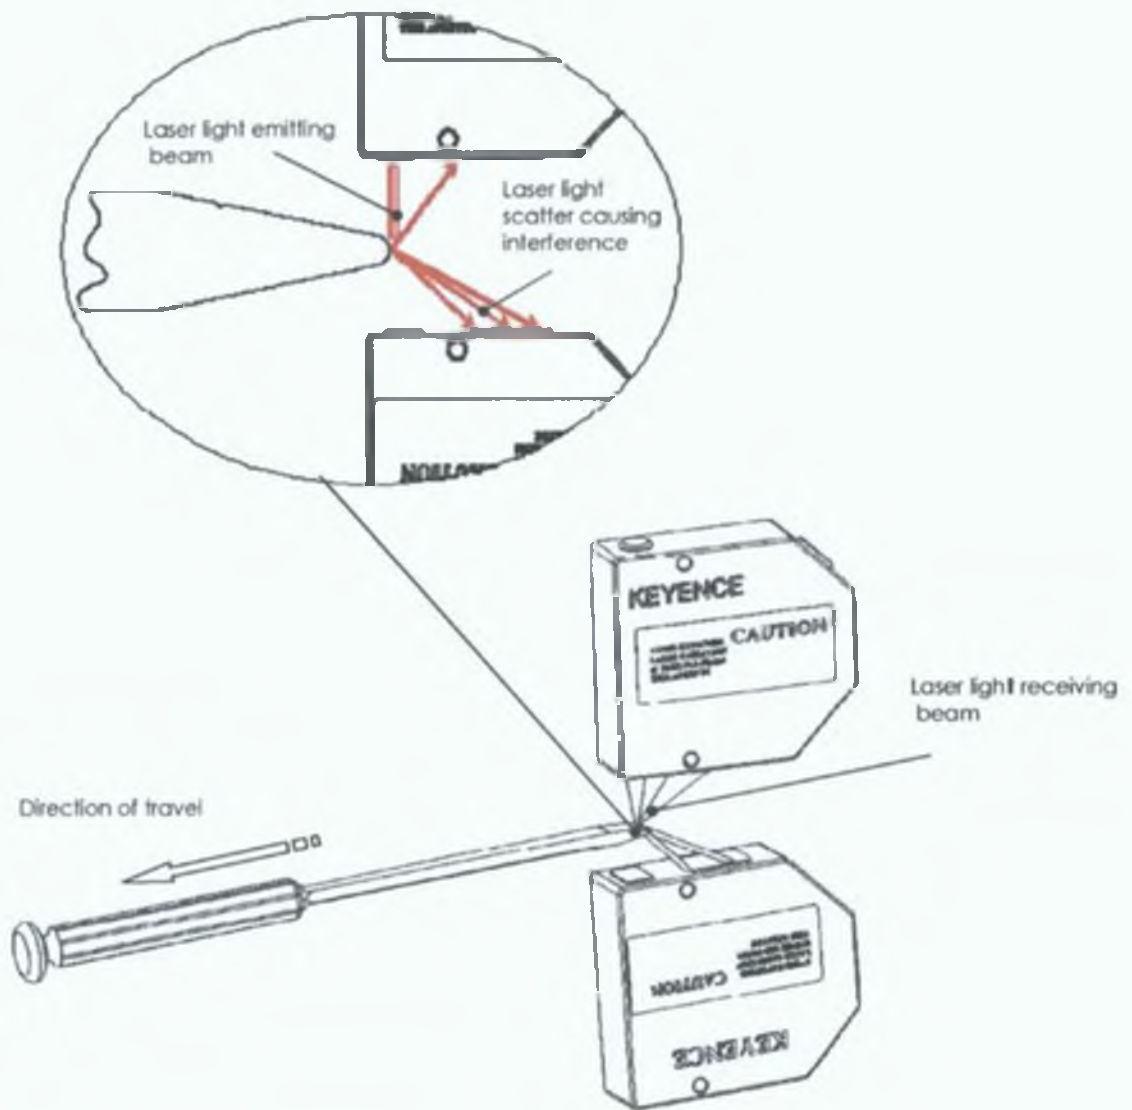 Laser light emitting
beam
Laser light
scatter causing
interference
KEYENCE
CAUTION
Laser light receiving
beam
Direction of travel
CAUTION
KEYENCE